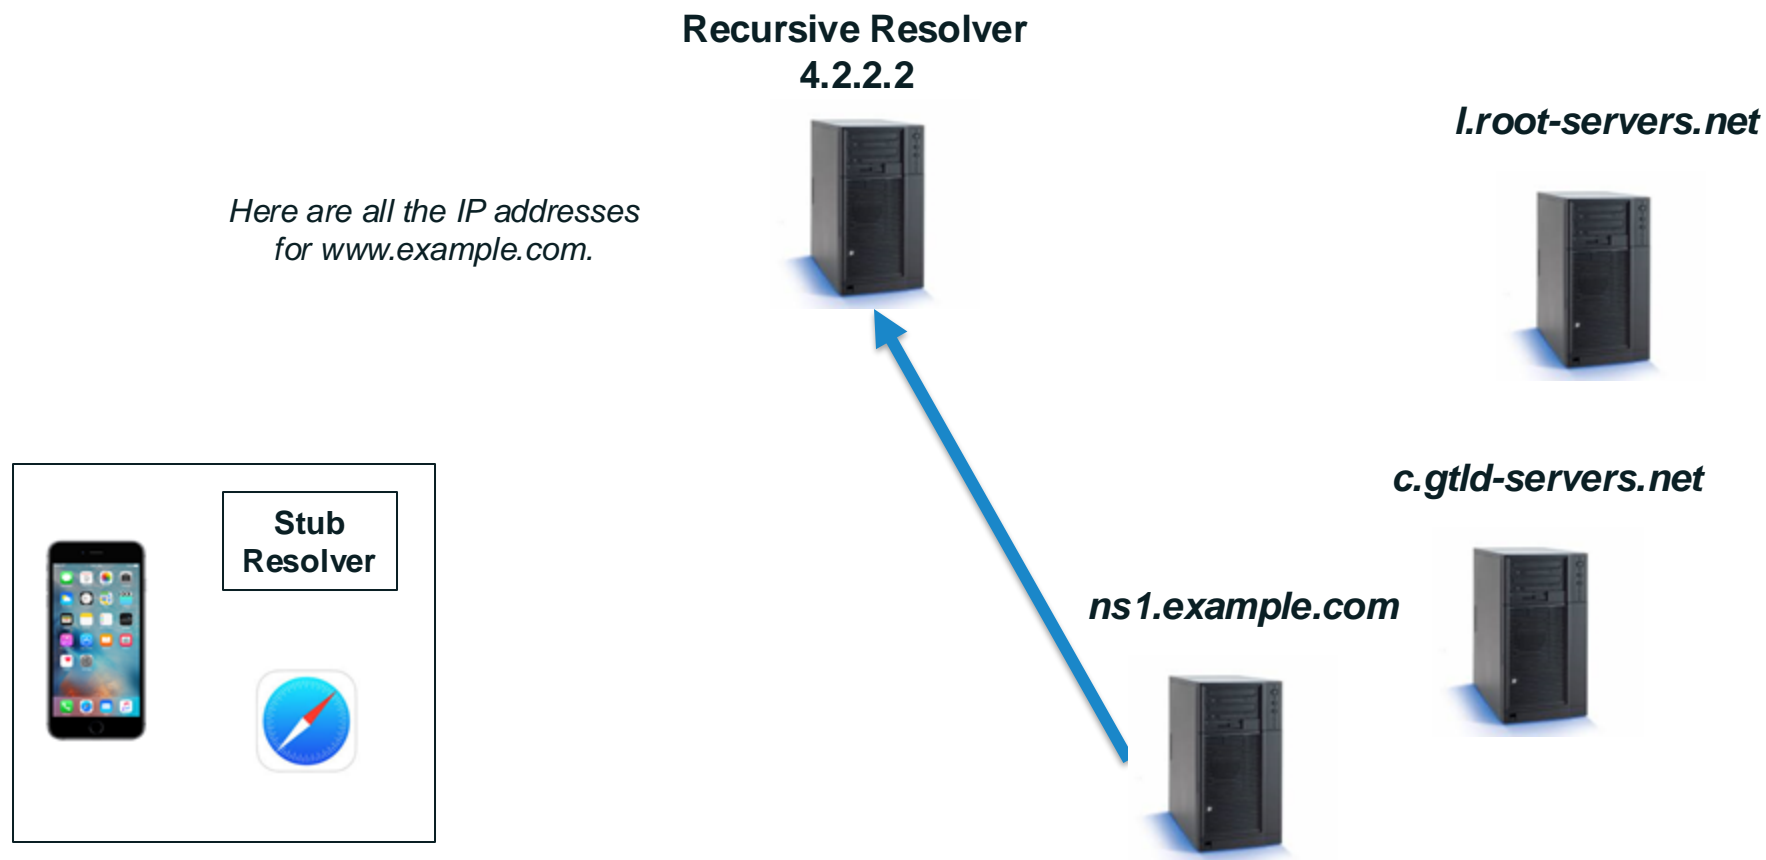 Recursive Resolver
4.2.2.2
l.root-servers.net
Here are all the IP addresses
for www.example.com.
c.gtld-servers.net
Stub
Resolver
ns1.example.com